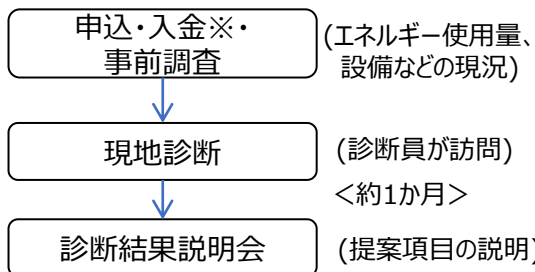 申込・入金※・
事前調査
(エネルギー使用量、
設備などの現況)
現地診断
(診断員が訪問)
<約1か月>
診断結果説明会
(提案項目の説明)